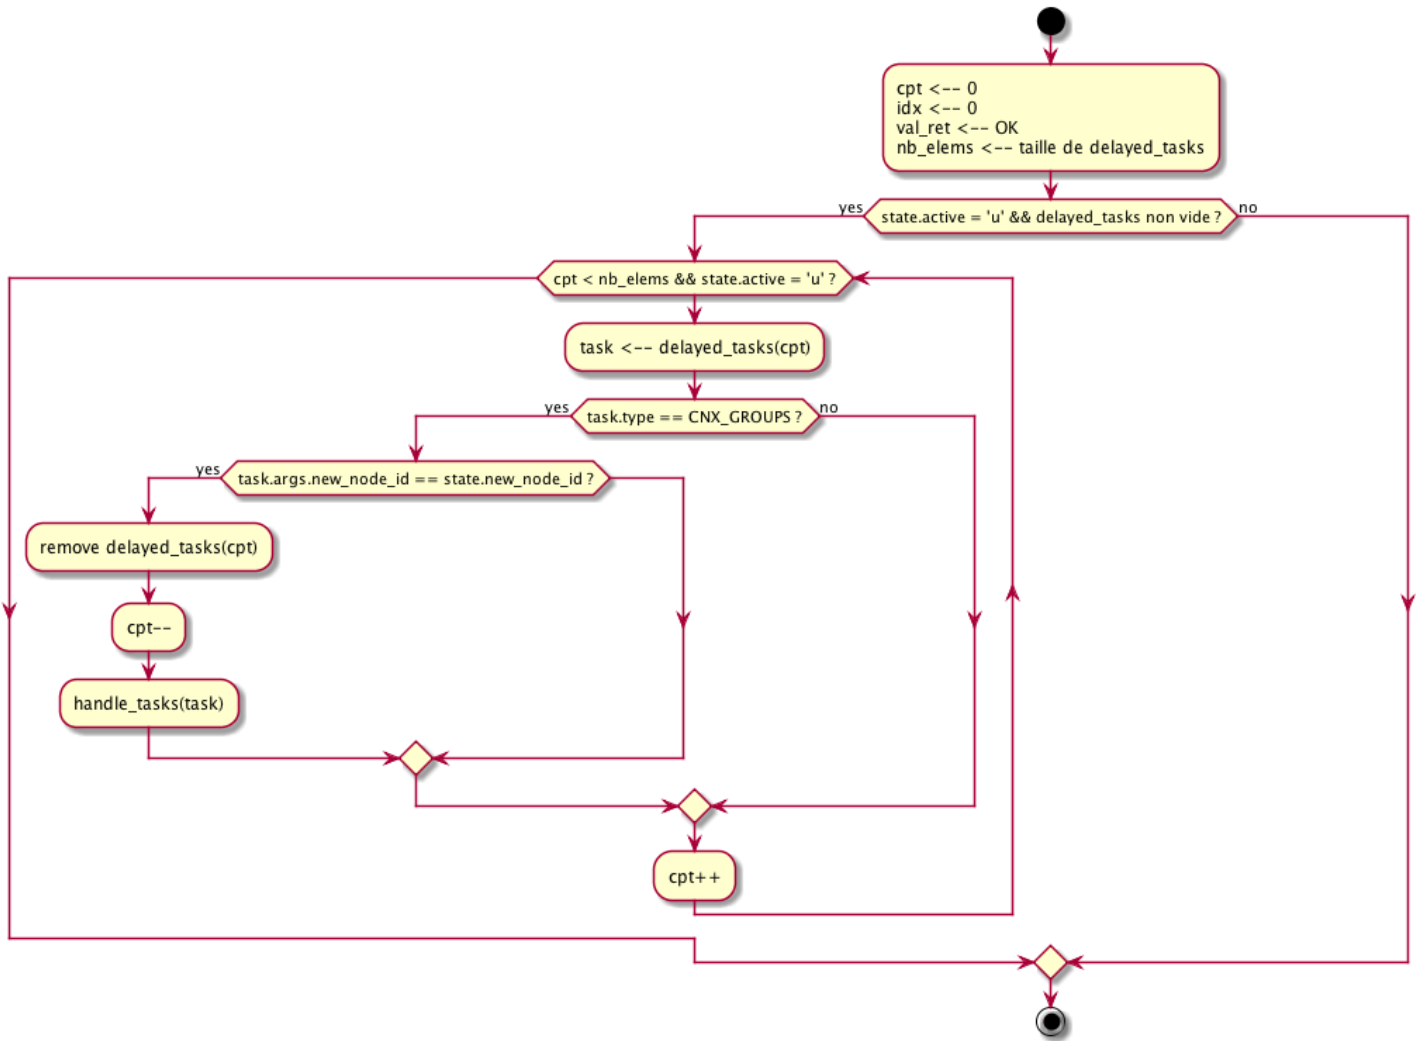 cpt <-- 0
idx <-- 0
val_ret <-- OK
nb_elems <-- taille de delayed_tasks
yes
state.active = 'u' && delayed_tasks non vide ?
no
cpt < nb_elems && state.active = 'u' ?
task <-- delayed_tasks(cpt)
yes
task.type == CNX_GROUPS ?
no
yes
task.args.new_node_id == state.new_node_id ?
remove delayed_tasks(cpt)
cpt--
handle_tasks(task)
cpt++